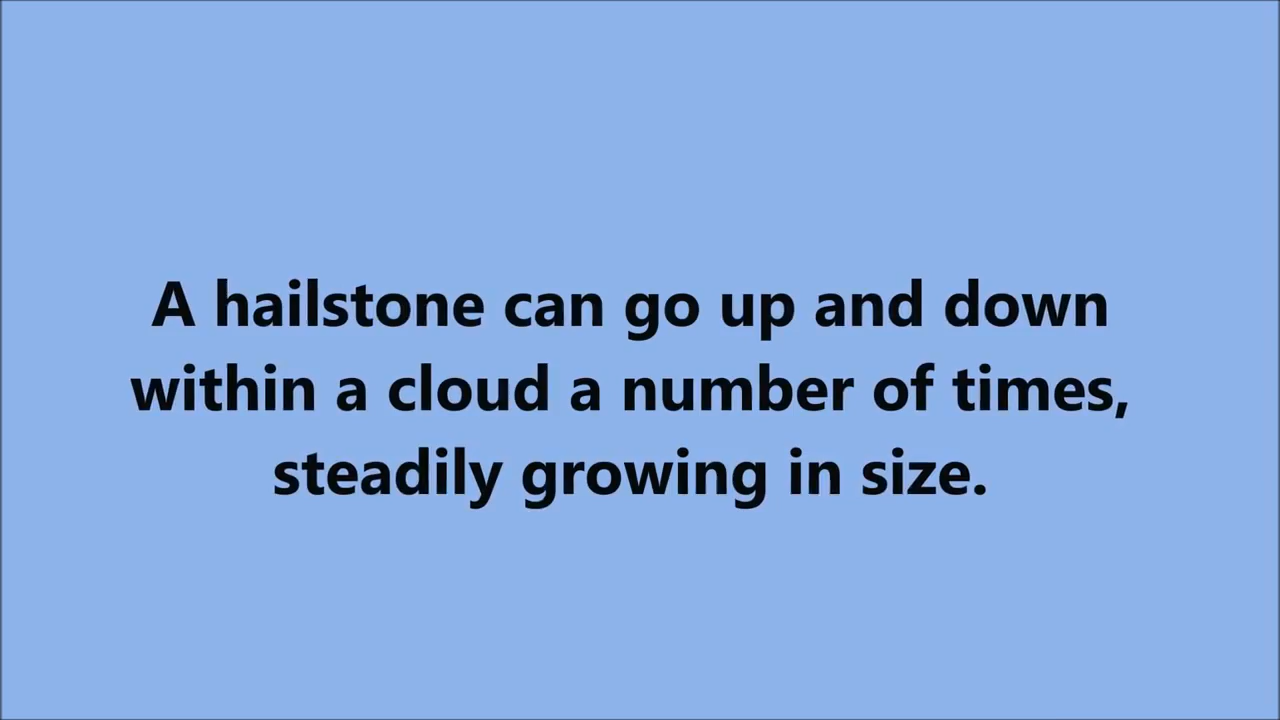 A hailstone can go up and down
within a cloud a number of times,
steadily growing in size.